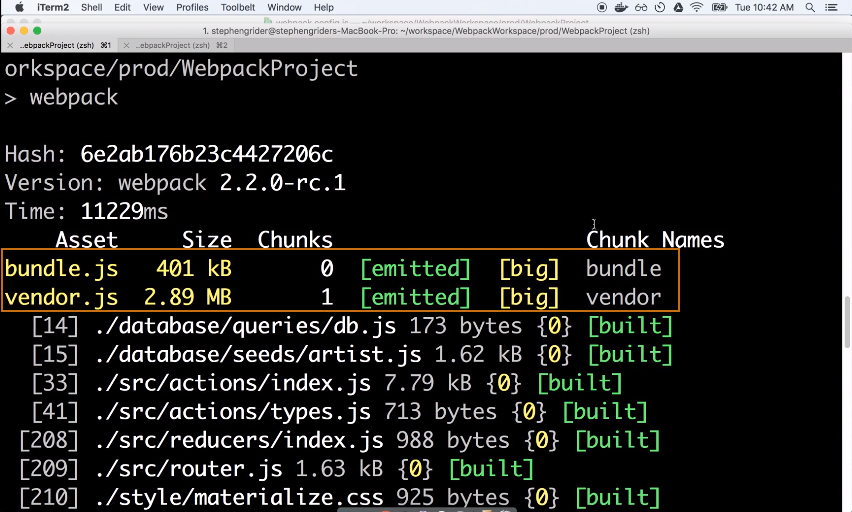 iTerm2 Shell Edit View Profiles Toolbelt Window Help Tue 10:42 AM
1. stephengrider@stephengriders-MacBook-Pro: ~/workspace/WebpackWorkspace/prod/WebpackProject (zsh)
..ebpackProject (zsh) ⌘1 ..ebpackProject (zsh) ⌘2
orkspace/prod/WebpackProject
> webpack
Hash: 6e2ab176b23c4427206c
Version: webpack 2.2.0-rc.1
Time: 11229ms
Asset Size Chunks Chunk Names
bundle.js 401 kB 0 [emitted] [big] bundle
vendor.js 2.89 MB 1 [emitted] [big] vendor
[14] ./database/queries/db.js 173 bytes {0} [built]
[15] ./database/seeds/artist.js 1.62 kB {0} [built]
[33] ./src/actions/index.js 7.79 kB {0} [built]
[41] ./src/actions/types.js 713 bytes {0} [built]
[208] ./src/reducers/index.js 988 bytes {0} [built]
[209] ./src/router.js 1.63 kB {0} [built]
[210] ./style/materialize.css 925 bytes {0} [built]